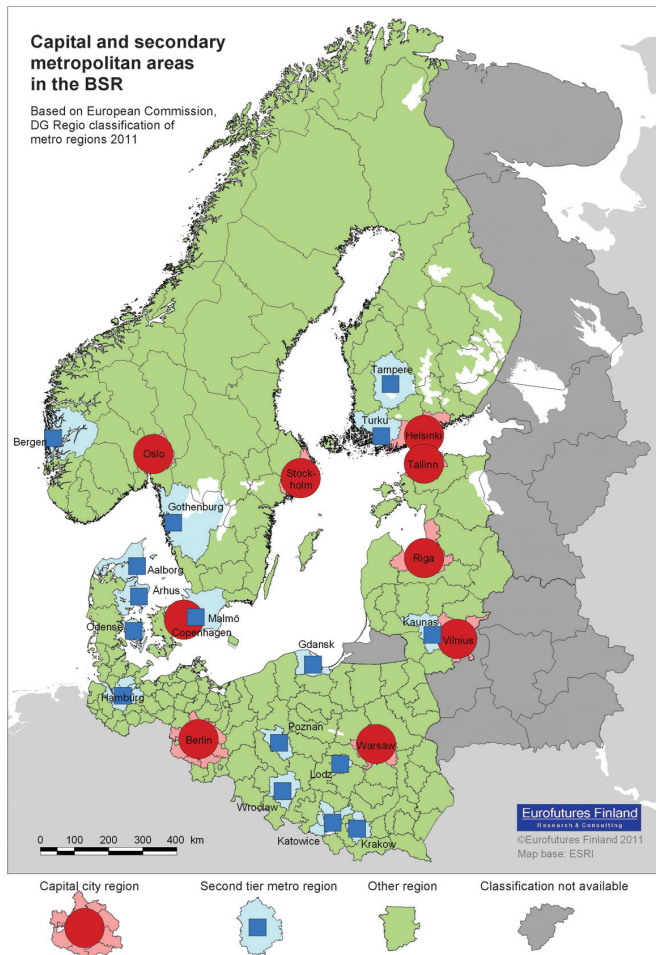 Capital and secondary
metropolitan areas
in the BSR
Based on European Commission,
DG Regio classification of
metro regions 2011
Tampere
Turku
Helsinki
Bergen
Oslo
Tallinn
Stock-
holm
Gothenburg
Riga
Aalborg
Århus
Kaunas
Malmö
Vilnius
Odense
Copenhagen
Gdansk
Hamburg
Poznan
Berlin
Warsaw
Lodz
Wroclaw
Katowice
Krakow
0 100 200 300 400 km
Eurofutures Finland
Research & Consulting
©Eurofutures Finland 2011
Map base: ESRI
Capital city region
Second tier metro region
Other region
Classification not available